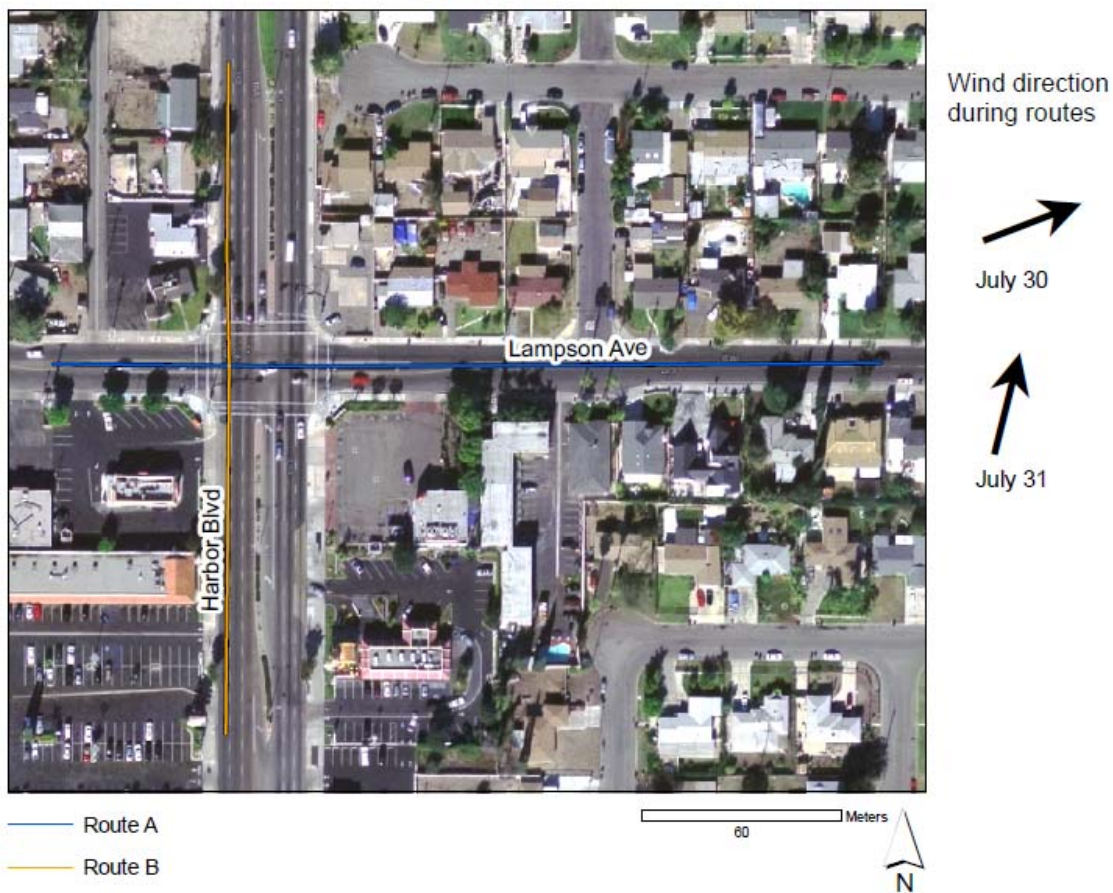 Wind direction
during routes
July 30
Lampson Ave
July 31
Harbor Blvd
Route A
Route B
Meters
60
N